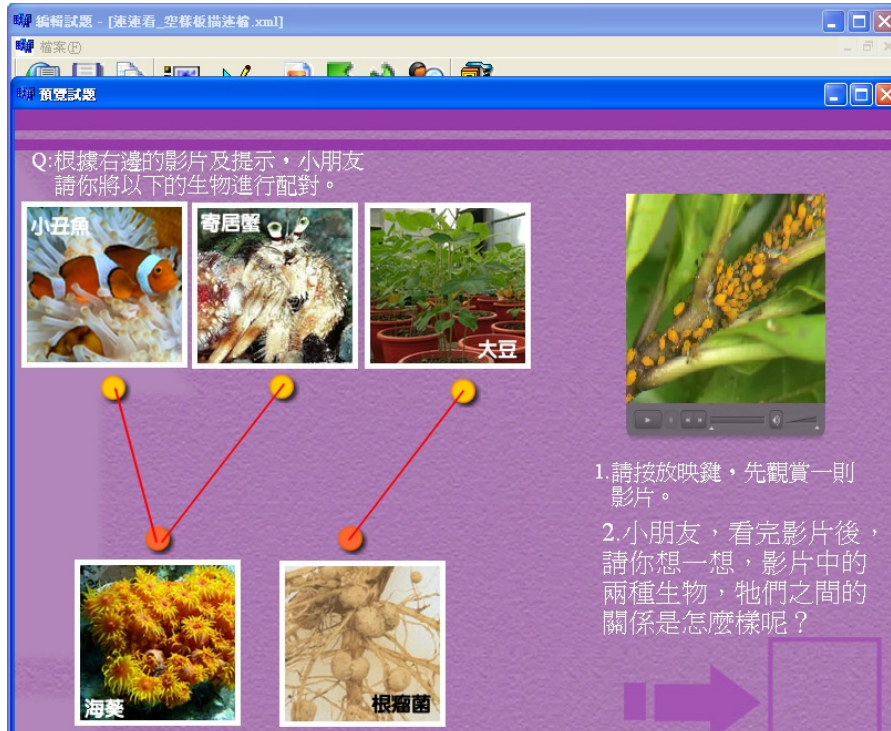 編輯試題 - [連連看_空樣板描述檔.xml]
檔案(F)
預覽試題
Q:根據右邊的影片及提示，小朋友
請你將以下的生物進行配對。
小丑魚
寄居蟹
大豆
海葵
根瘤菌
1.請按放映鍵，先觀賞一則
影片。
2.小朋友，看完影片後，
請你想一想，影片中的
兩種生物，牠們之間的
關係是怎麼樣呢？